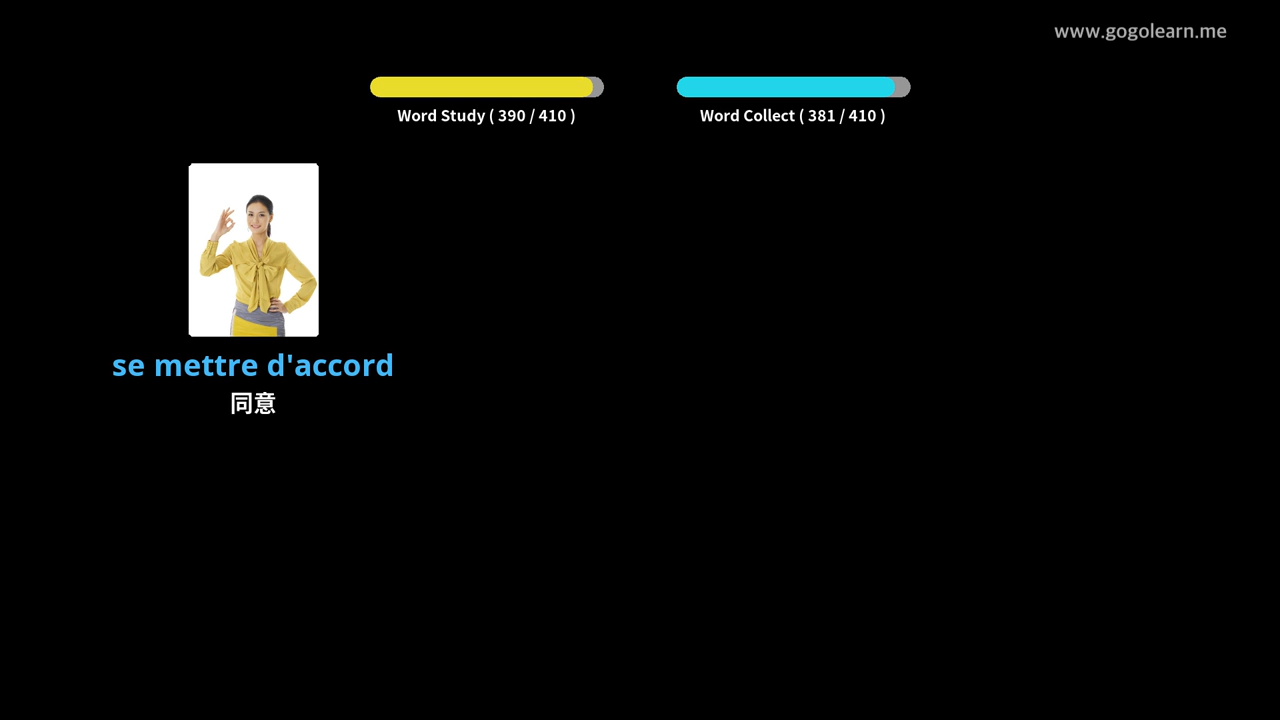 www.gogolearn.me
Word Study ( 390 / 410 )
Word Collect ( 381 / 410 )
se mettre d'accord
同意